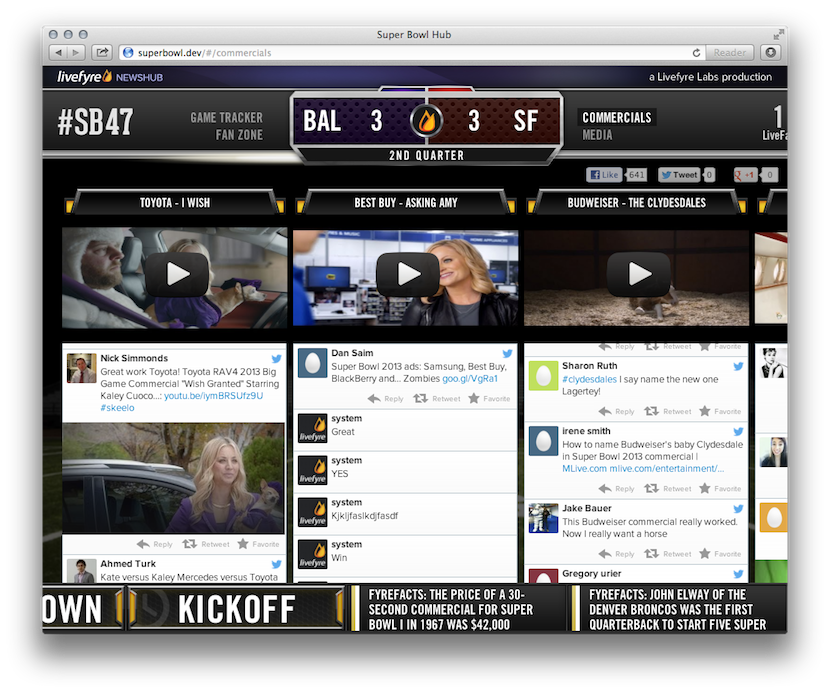 Super Bowl Hub
superbowl.dev/#/commercials
Reader
livefyre NEWSHUB
a Livefyre Labs production
#SB47
GAME TRACKER
FAN ZONE
BAL 3 3 SF
2ND QUARTER
COMMERCIALS
MEDIA
1
LiveFa
Like 641
Tweet 0
+1 0
TOYOTA - I WISH
BEST BUY - ASKING AMY
BUDWEISER - THE CLYDESDALES
Nick Simmonds
Great work Toyota! Toyota RAV4 2013 Big
Game Commercial "Wish Granted" Starring
Kaley Cuoco...: youtu.be/iymBRSUfz9U
#skeeio
Reply Retweet Favorite
Ahmed Turk
Kate versus Kaley Mercedes versus Toyota
Dan Saim
Super Bowl 2013 ads: Samsung, Best Buy,
BlackBerry and... Zombies goo.gl/VgRa1
Reply Retweet Favorite
system
Great
livefyre
system
YES
livefyre
system
Kjkljfaslkdjfasdf
livefyre
system
Win
livefyre
Reply Retweet Favorite
Sharon Ruth
#clydesdales I say name the new one
Lagertey!
Reply Retweet Favorite
irene smith
How to name Budweiser's baby Clydesdale
in Super Bowl 2013 commercial |
MLive.com mlive.com/entertainment/...
Reply Retweet Favorite
Jake Bauer
This Budweiser commercial really worked.
Now I really want a horse
Reply Retweet Favorite
Gregory urier
OWN
KICKOFF
FYREFACTS: THE PRICE OF A 30-
SECOND COMMERCIAL FOR SUPER
BOWL I IN 1967 WAS $42,000
FYREFACTS: JOHN ELWAY OF THE
DENVER BRONCOS WAS THE FIRST
QUARTERBACK TO START FIVE SUPER